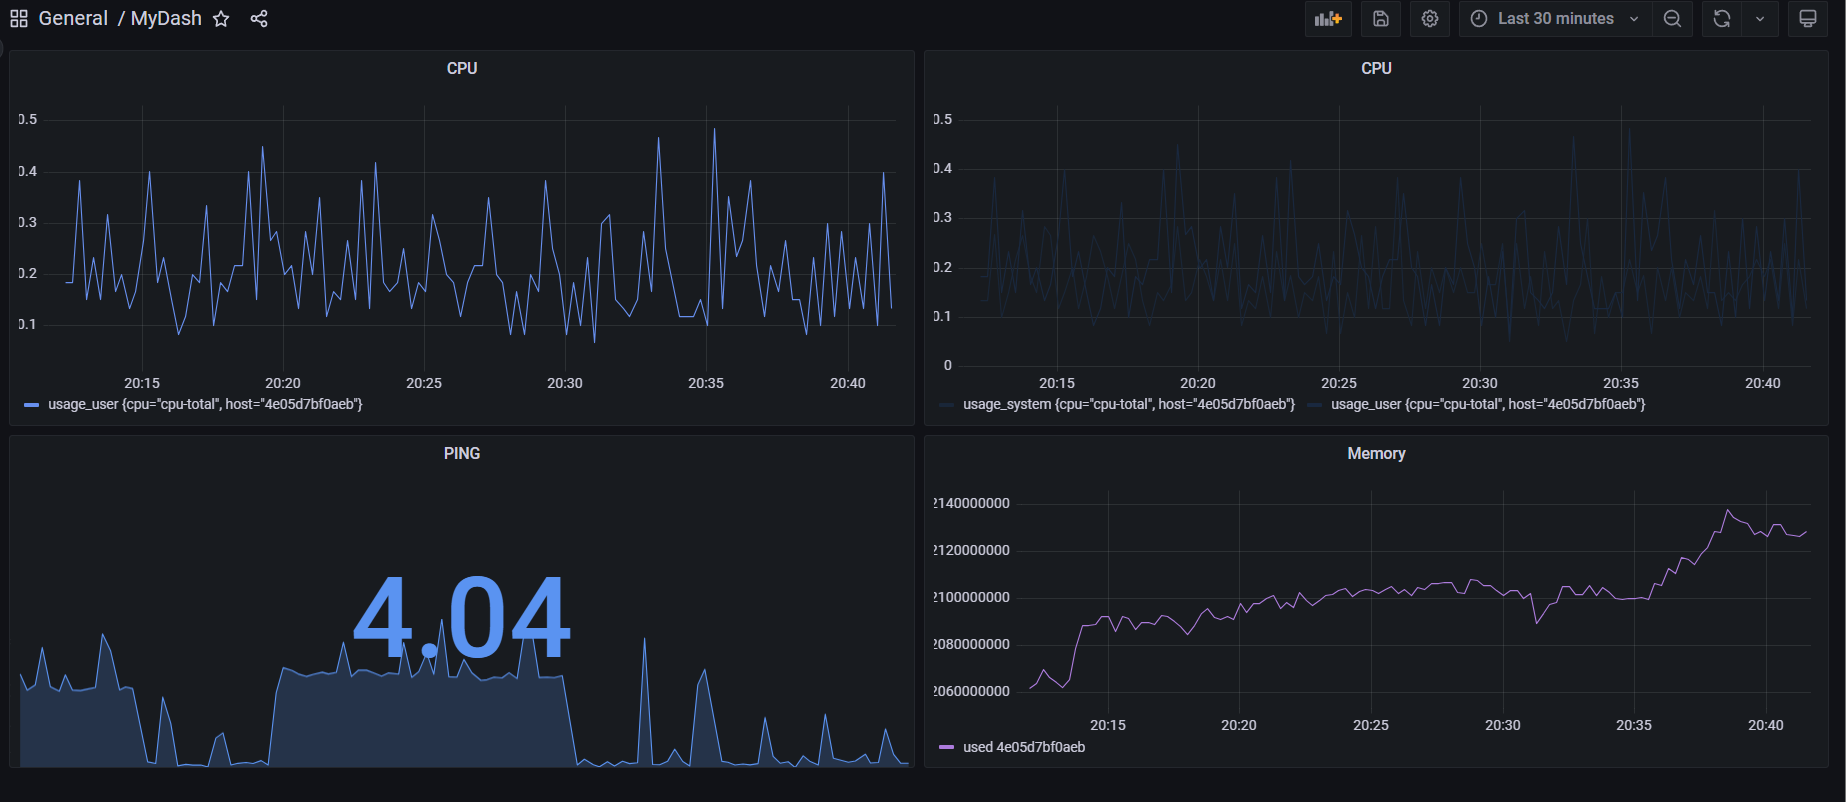 General / MyDash
Last 30 minutes
CPU
0.5
0.4
0.3
0.2
0.1
20:15 20:20 20:25 20:30 20:35 20:40
usage_user {cpu="cpu-total", host="4e05d7bf0aeb"}
CPU
0.5
0.4
0.3
0.2
0.1
0
20:15 20:20 20:25 20:30 20:35 20:40
usage_system {cpu="cpu-total", host="4e05d7bf0aeb"} usage_user {cpu="cpu-total", host="4e05d7bf0aeb"}
PING
4.04
Memory
2140000000
2120000000
2100000000
2080000000
2060000000
20:15 20:20 20:25 20:30 20:35 20:40
used 4e05d7bf0aeb